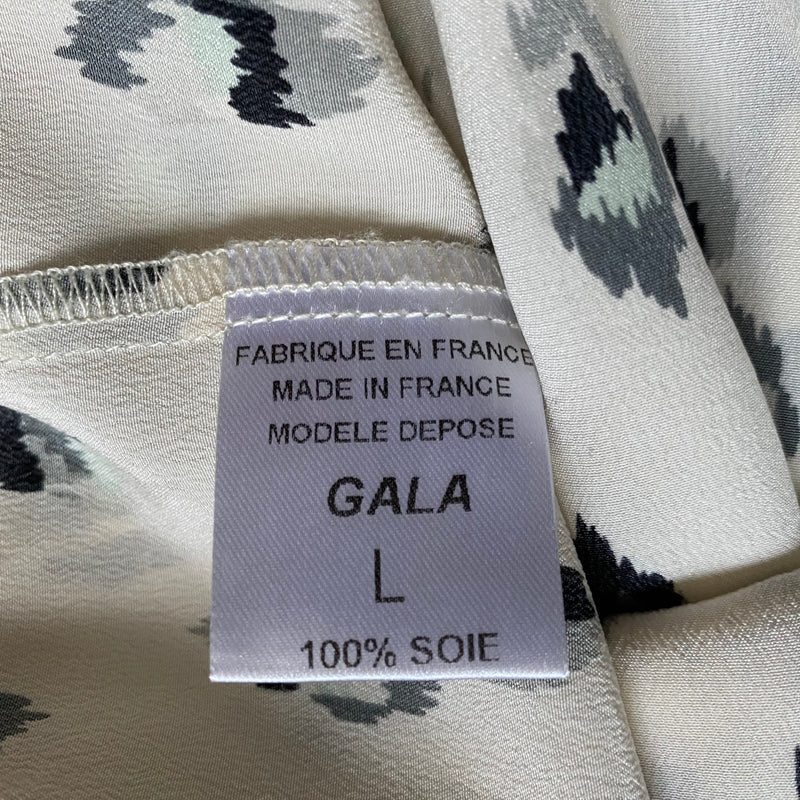 FABRIQUE EN FRANCE
MADE IN FRANCE
MODELE DEPOSE
GALA
L
100% SOIE